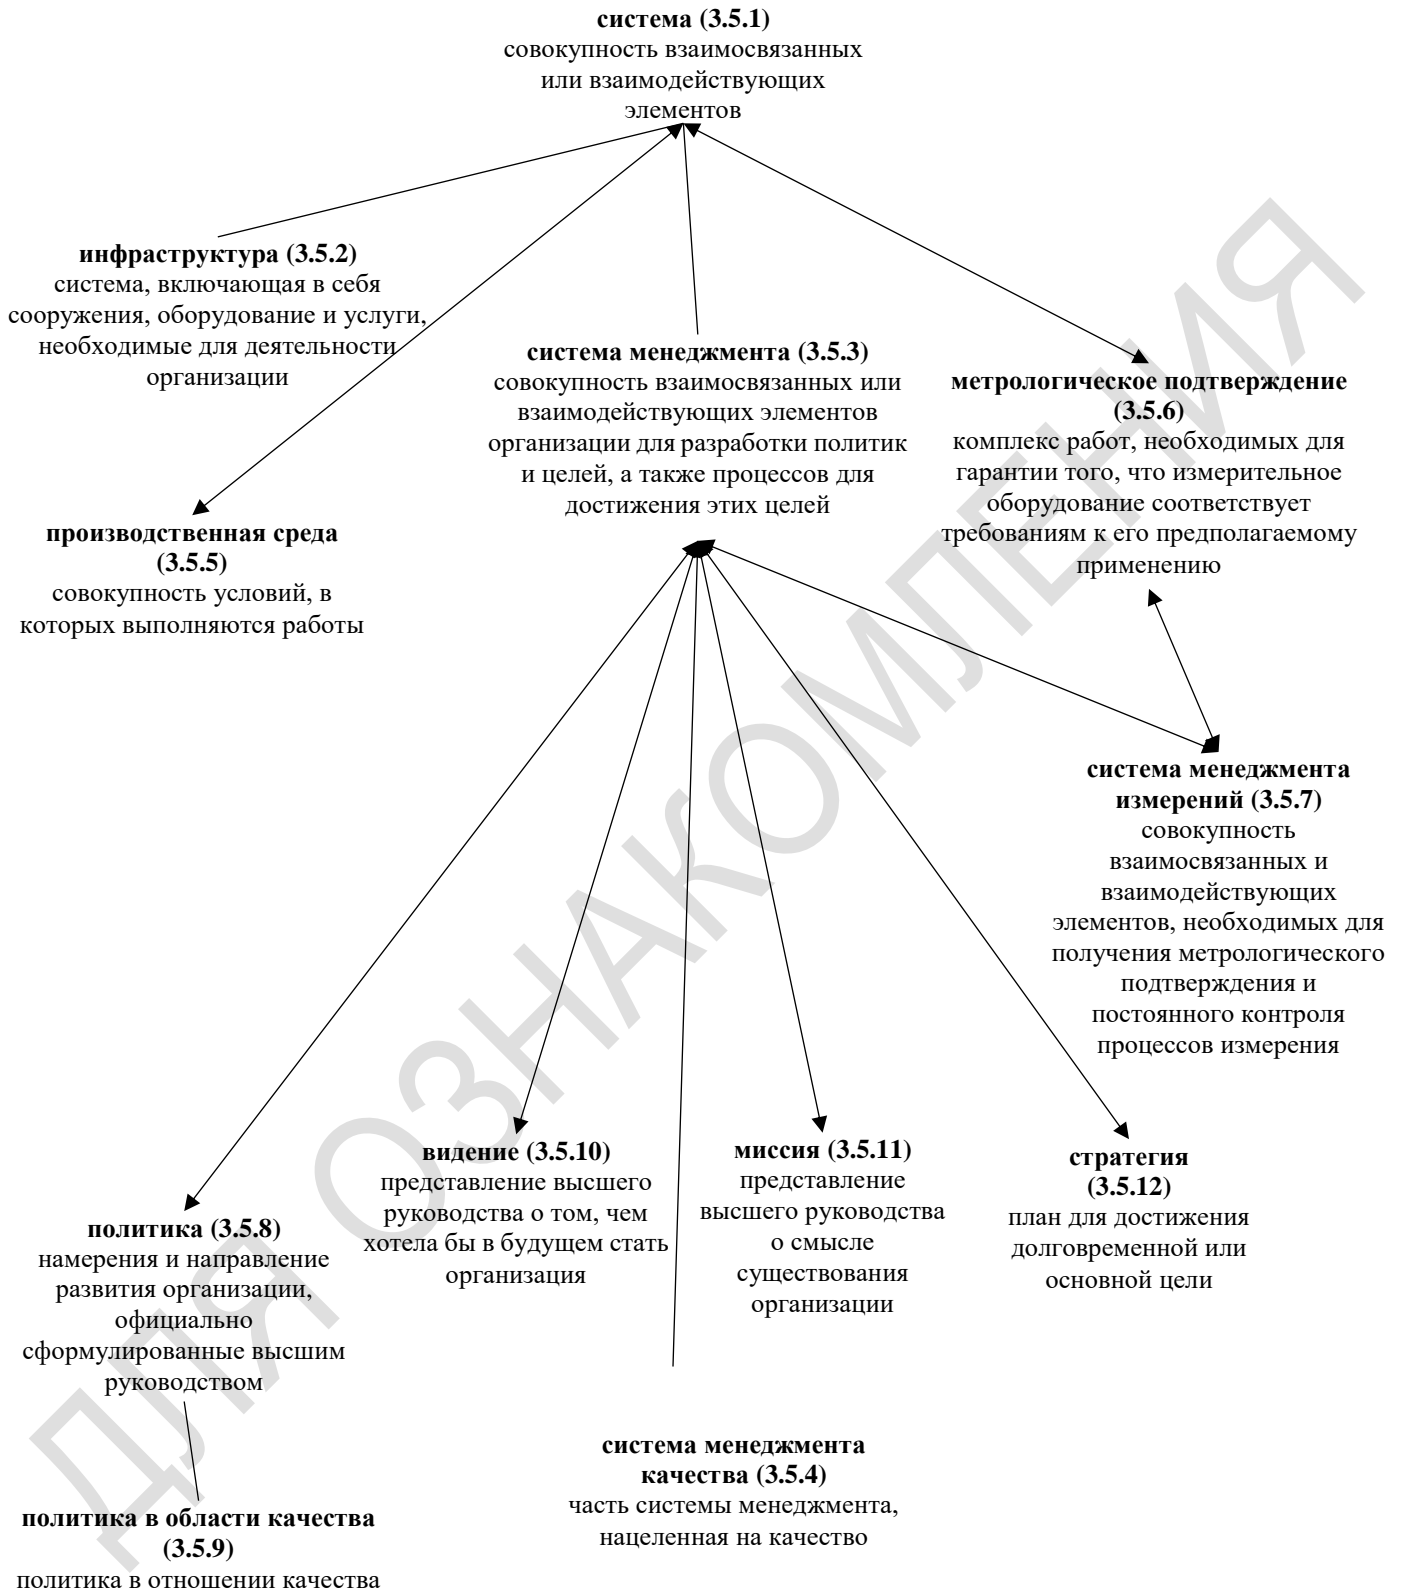 система (3.5.1)
совокупность взаимосвязанных
или взаимодействующих
элементов
инфраструктура (3.5.2)
система, включающая в себя
сооружения, оборудование и услуги,
необходимые для деятельности
организации
система менеджмента (3.5.3)
совокупность взаимосвязанных или
взаимодействующих элементов
организации для разработки политик
и целей, а также процессов для
достижения этих целей
метрологическое подтверждение
(3.5.6)
комплекс работ, необходимых для
гарантии того, что измерительное
оборудование соответствует
требованиям к его предполагаемому
применению
производственная среда
(3.5.5)
совокупность условий, в
которых выполняются работы
система менеджмента
измерений (3.5.7)
совокупность
взаимосвязанных и
взаимодействующих
элементов, необходимых для
получения метрологического
подтверждения и
постоянного контроля
процессов измерения
политика (3.5.8)
намерения и направление
развития организации,
официально
сформулированные высшим
руководством
видение (3.5.10)
представление высшего
руководства о том, чем
хотела бы в будущем стать
организация
миссия (3.5.11)
представление
высшего руководства
о смысле
существования
организации
стратегия
(3.5.12)
план для достижения
долговременной или
основной цели
система менеджмента
качества (3.5.4)
часть системы менеджмента,
нацеленная на качество
политика в области качества
(3.5.9)
политика в отношении качества
ДЛЯ ОЗНАКОМЛЕНИЯ